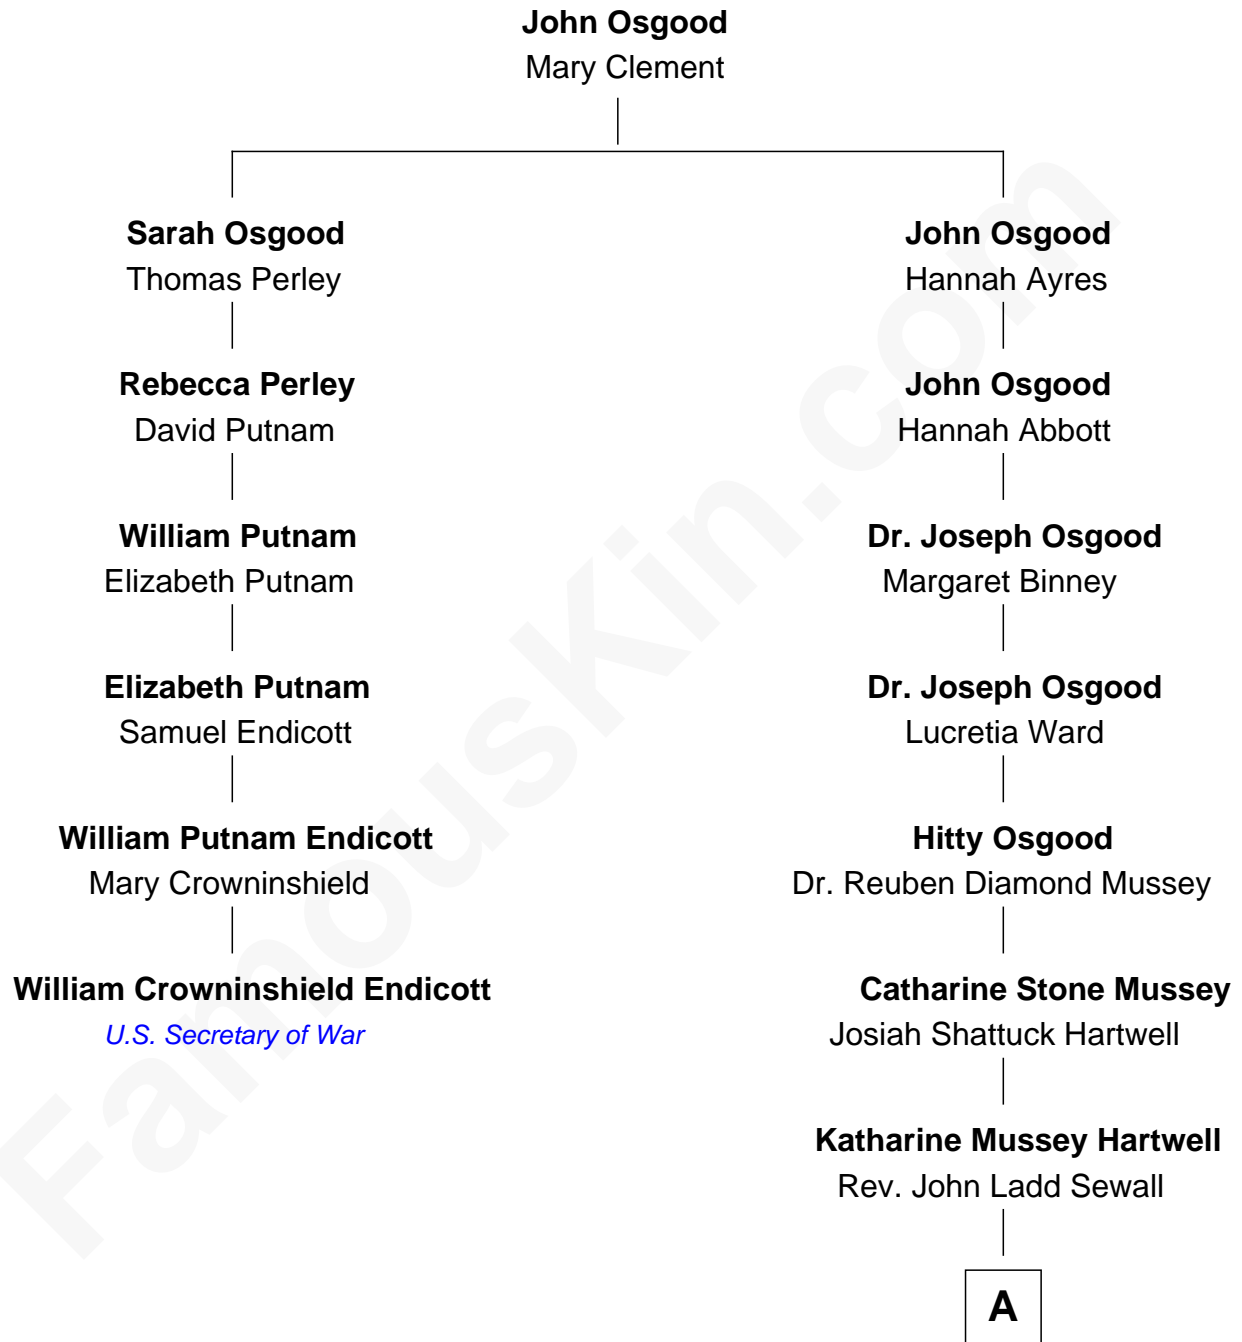 John Osgood
Mary Clement
Sarah Osgood
Thomas Perley
John Osgood
Hannah Ayres
Rebecca Perley
David Putnam
John Osgood
Hannah Abbott
William Putnam
Elizabeth Putnam
Dr. Joseph Osgood
Margaret Binney
Elizabeth Putnam
Samuel Endicott
Dr. Joseph Osgood
Lucretia Ward
William Putnam Endicott
Mary Crowninshield
Hitty Osgood
Dr. Reuben Diamond Mussey
William Crowninshield Endicott
U.S. Secretary of War
Catharine Stone Mussey
Josiah Shattuck Hartwell
Katharine Mussey Hartwell
Rev. John Ladd Sewall
A
FamousKin.com